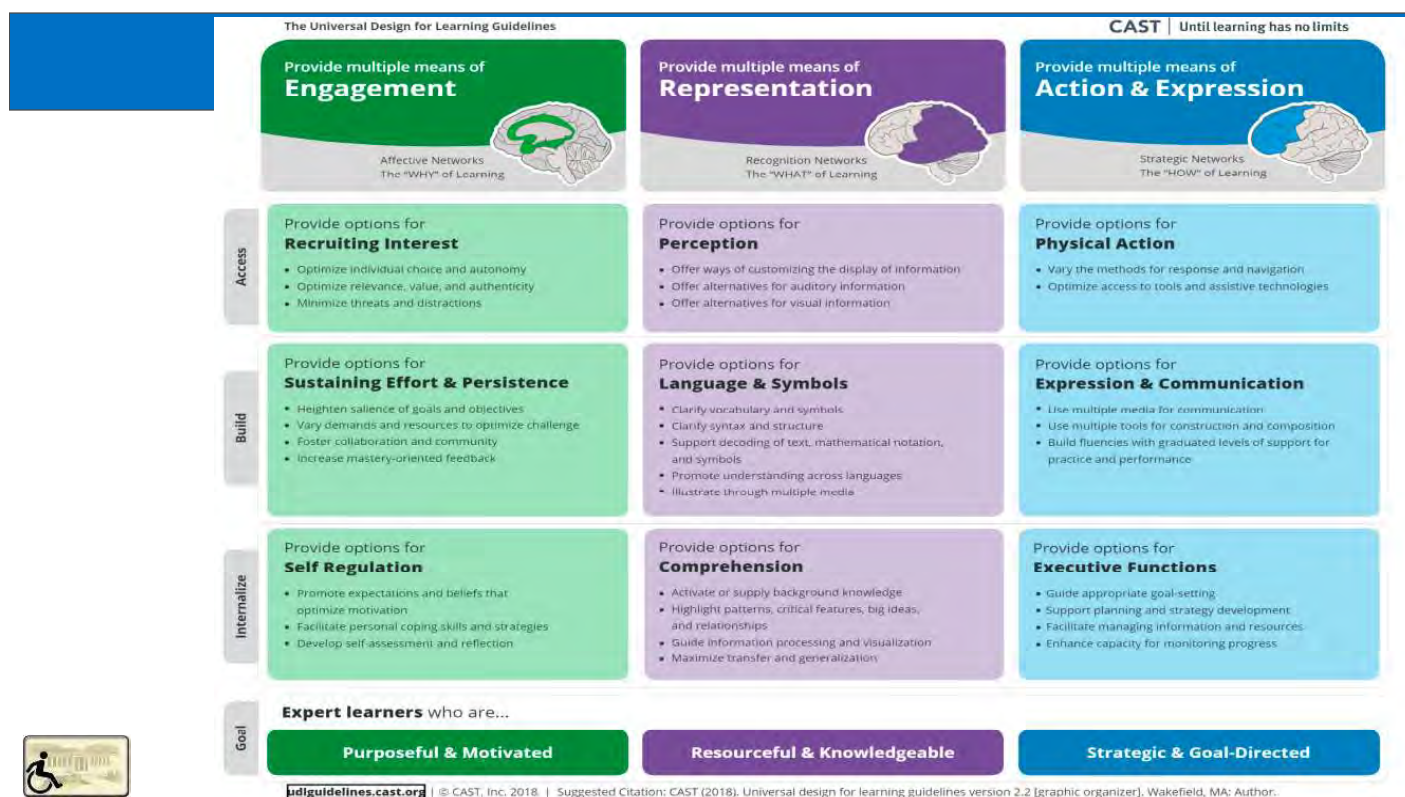 The Universal Design for Learning Guidelines
CAST | Until learning has no limits
Provide multiple means of
Engagement
Affective Networks
The "WHY" of Learning
Provide multiple means of
Representation
Recognition Networks
The "WHAT" of Learning
Provide multiple means of
Action & Expression
Strategic Networks
The "HOW" of Learning
Access
Provide options for
Recruiting Interest
• Optimize individual choice and autonomy
• Optimize relevance, value, and authenticity
• Minimize threats and distractions
Provide options for
Perception
• Offer ways of customizing the display of information
• Offer alternatives for auditory information
• Offer alternatives for visual information
Provide options for
Physical Action
• Vary the methods for response and navigation
• Optimize access to tools and assistive technologies
Build
Provide options for
Sustaining Effort & Persistence
• Heighten salience of goals and objectives
• Vary demands and resources to optimize challenge
• Foster collaboration and community
• Increase mastery-oriented feedback
Provide options for
Language & Symbols
• Clarify vocabulary and symbols
• Clarify syntax and structure
• Support decoding of text, mathematical notation,
and symbols
• Promote understanding across languages
• Illustrate through multiple media
Provide options for
Expression & Communication
• Use multiple media for communication
• Use multiple tools for construction and composition
• Build fluencies with graduated levels of support for
practice and performance
Internalize
Provide options for
Self Regulation
• Promote expectations and beliefs that
optimize motivation
• Facilitate personal coping skills and strategies
• Develop self-assessment and reflection
Provide options for
Comprehension
• Activate or supply background knowledge
• Highlight patterns, critical features, big ideas,
and relationships
• Guide information processing and visualization
• Maximize transfer and generalization
Provide options for
Executive Functions
• Guide appropriate goal-setting
• Support planning and strategy development
• Facilitate managing information and resources
• Enhance capacity for monitoring progress
Goal
Expert learners who are...
Purposeful & Motivated
Resourceful & Knowledgeable
Strategic & Goal-Directed
udlguidelines.cast.org | © CAST, Inc. 2018 | Suggested Citation: CAST (2018). Universal design for learning guidelines version 2.2 [graphic organizer]. Wakefield, MA: Author.